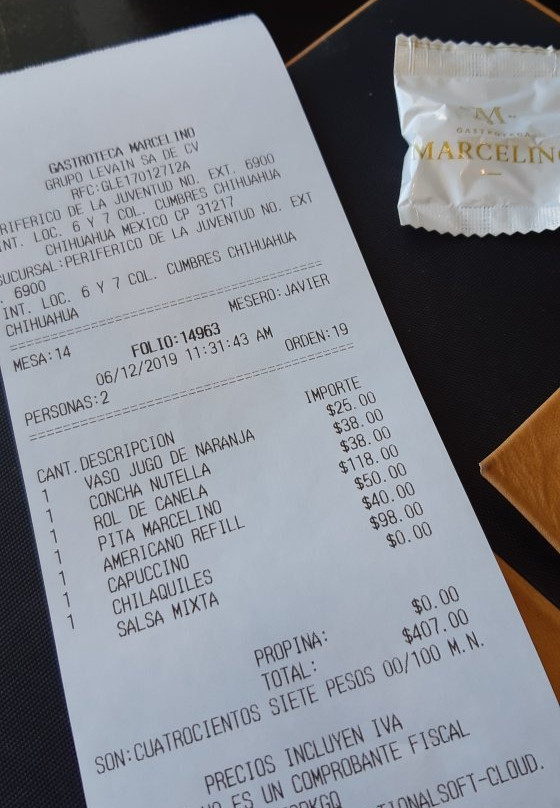 GASTROTECA MARCELINO
GRUPO LEVAIN SA DE CV
RFC:GLE17012712A
RIFERICO DE LA JUVENTUD NO. EXT. 6900
INT. LOC. 6 Y 7 COL. CUMBRES CHIHUAHUA
CHIHUAHUA MEXICO CP 31217
SUCURSAL:PERIFERICO DE LA JUVENTUD NO. EXT
. 6900
INT. LOC. 6 Y 7 COL. CUMBRES CHIHUAHUA
CHIHUAHUA
MESA:14 MESERO:JAVIER
FOLIO:14963
06/12/2019 11:31:43 AM
PERSONAS:2 ORDEN:19
CANT. DESCRIPCION IMPORTE
1 VASO JUGO DE NARANJA $25.00
1 CONCHA NUTELLA $38.00
1 ROL DE CANELA $38.00
1 PITA MARCELINO $118.00
1 AMERICANO REFILL $50.00
1 CAPUCCINO $40.00
1 CHILAQUILES $98.00
1 SALSA MIXTA $0.00
PROPINA: $0.00
TOTAL: $407.00
SON:CUATROCIENTOS SIETE PESOS 00/100 M.N.
PRECIOS INCLUYEN IVA
NO ES UN COMPROBANTE FISCAL
TIONALSOFT-CLOUD.
M
MARCELINO